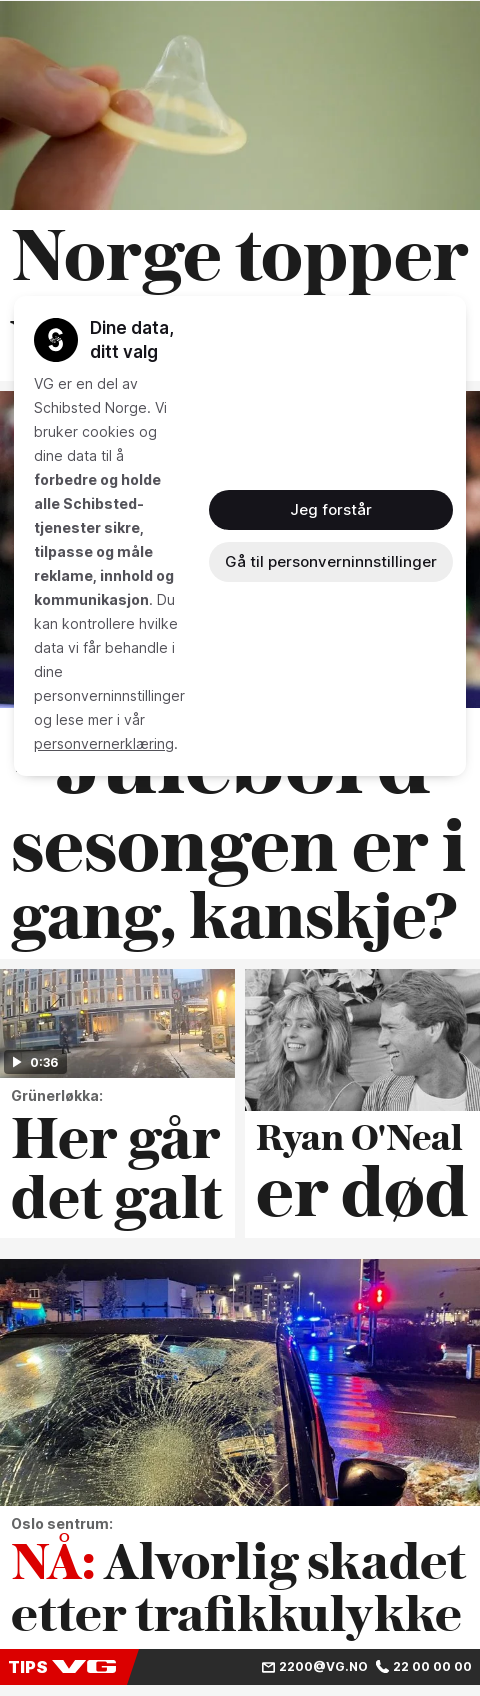 Norge topper
Dine data,
ditt valg
VG er en del av
Schibsted Norge. Vi
bruker cookies og
dine data til å
forbedre og holde
alle Schibsted-
tjenester sikre,
tilpasse og måle
reklame, innhold og
kommunikasjon. Du
kan kontrollere hvilke
data vi får behandle i
dine
personverninnstillinger
og lese mer i vår
personvernerklæring.
Jeg forstår
Gå til personverninnstillinger
sesongen er i
gang, kanskje?
0:36
Grünerløkka:
Her går
det galt
Ryan O'Neal
er død
Oslo sentrum:
NÅ: Alvorlig skadet
etter trafikkulykke
TIPS VG 2200@VG.NO 22 00 00 00